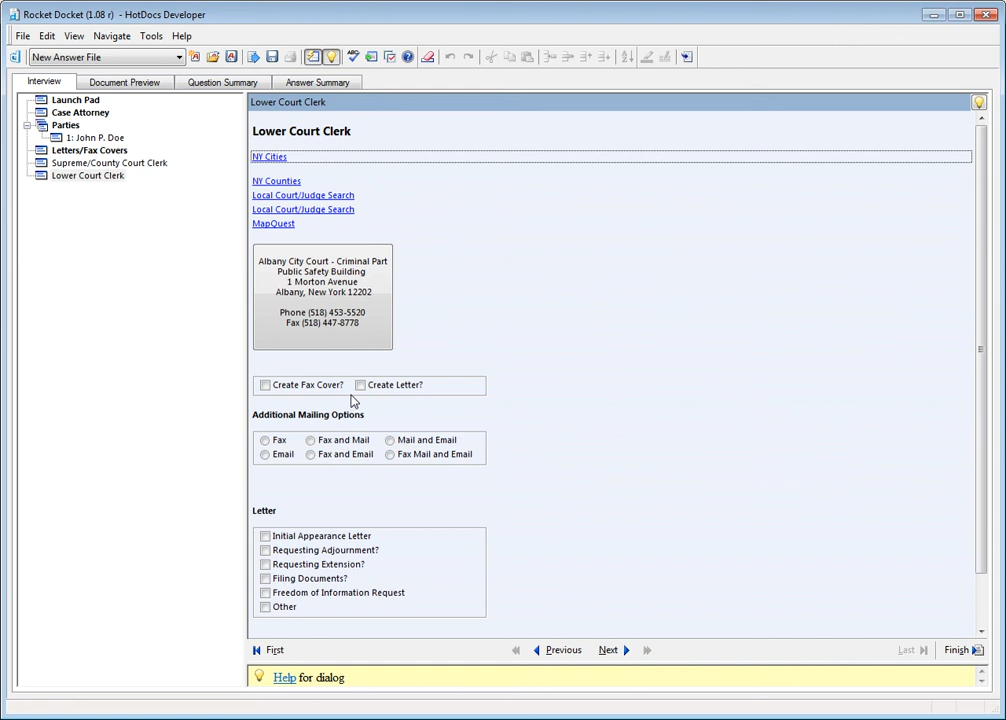 Rocket Docket (1.08 r) - HotDocs Developer
File Edit View Navigate Tools Help
New Answer File
Interview Document Preview Question Summary Answer Summary
Launch Pad
Case Attorney
Parties
1: John P. Doe
Letters/Fax Covers
Supreme/County Court Clerk
Lower Court Clerk
Lower Court Clerk
Lower Court Clerk
NY Cities
NY Counties
Local Court/Judge Search
Local Court/Judge Search
MapQuest
Albany City Court - Criminal Part
Public Safety Building
1 Morton Avenue
Albany, New York 12202
Phone (518) 453-5520
Fax (518) 447-8778
Create Fax Cover? Create Letter?
Additional Mailing Options
Fax Fax and Mail Mail and Email
Email Fax and Email Fax Mail and Email
Letter
Initial Appearance Letter
Requesting Adjournment?
Requesting Extension?
Filing Documents?
Freedom of Information Request
Other
First Previous Next Last Finish
Help for dialog